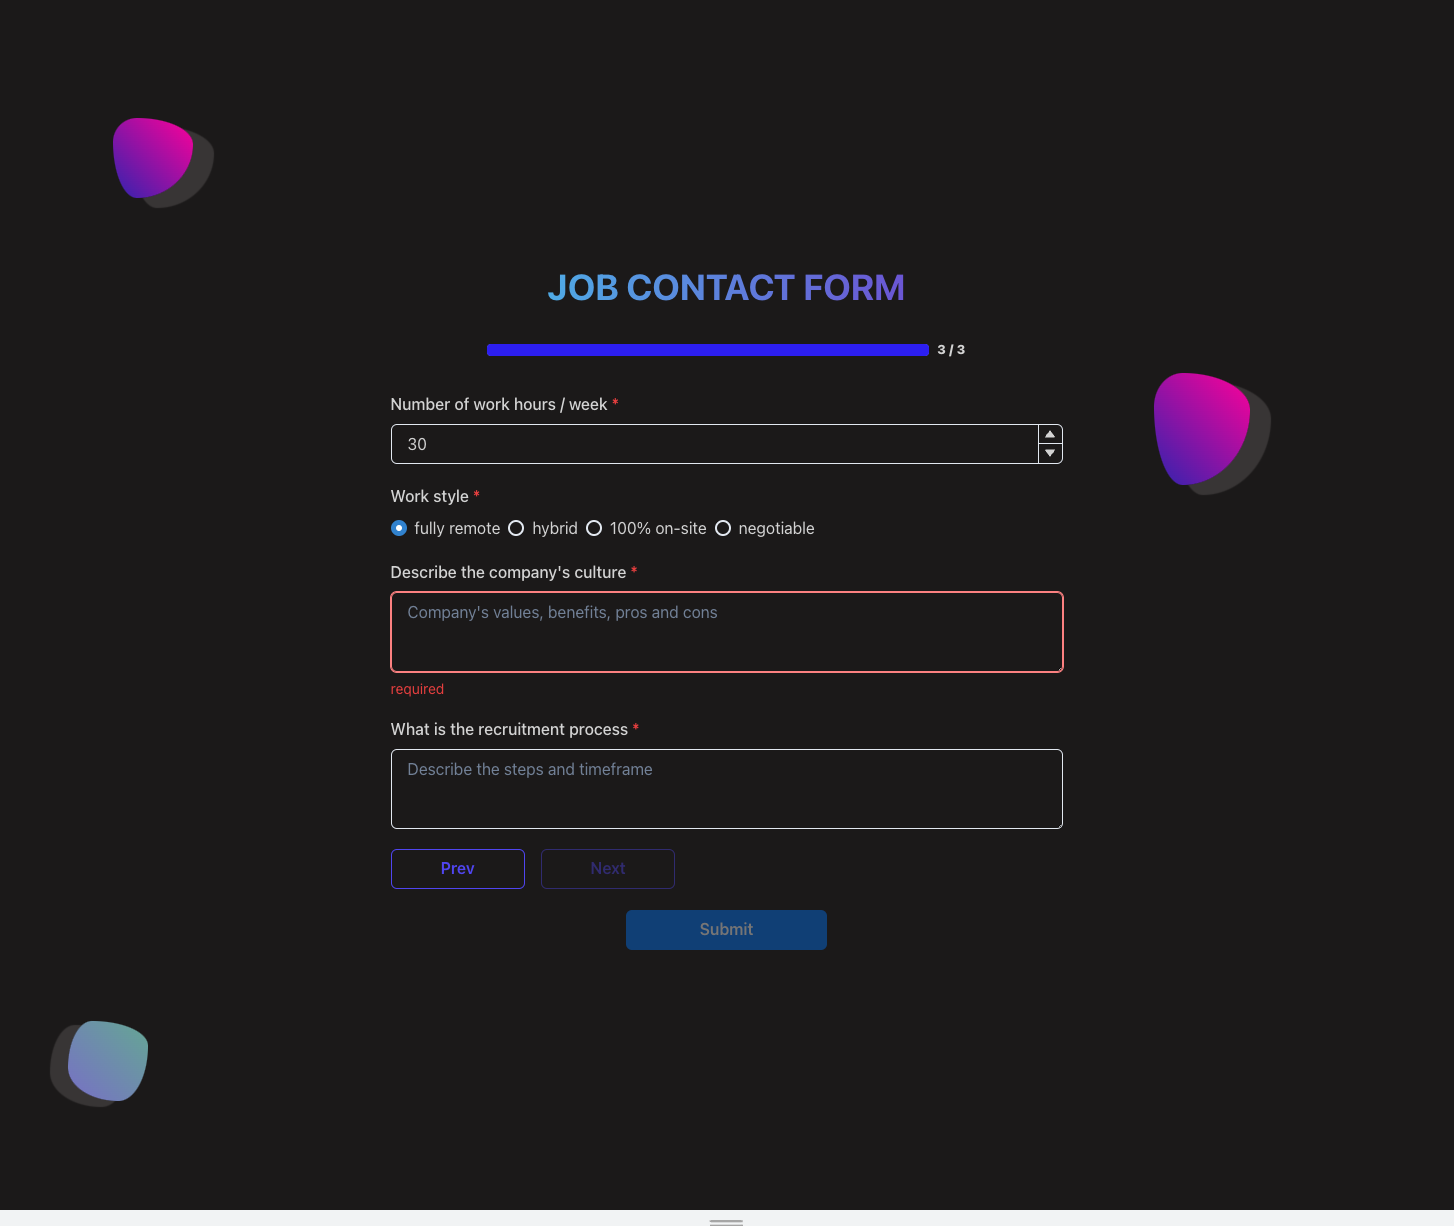 JOB CONTACT FORM
3 / 3
Number of work hours / week *
30
Work style *
fully remote hybrid 100% on-site negotiable
Describe the company's culture *
Company's values, benefits, pros and cons
required
What is the recruitment process *
Describe the steps and timeframe
Prev Next
Submit